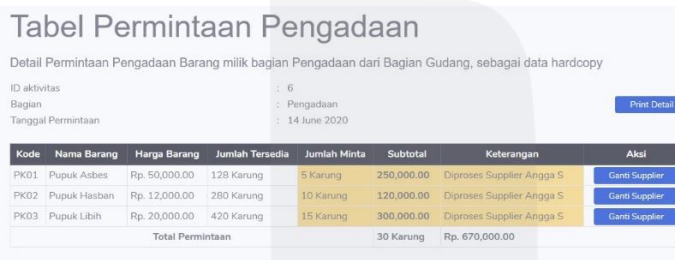 Tabel Permintaan Pengadaan
Detail Permintaan Pengadaan Barang milik bagian Pengadaan dari Bagian Gudang, sebagai data hardcopy
ID aktivitas : 6
Bagian : Pengadaan
Tanggal Permintaan : 14 June 2020
Print Detail
Kode Nama Barang Harga Barang Jumlah Tersedia Jumlah Minta Subtotal Keterangan Aksi
PK01 Pupuk Asbes Rp. 50,000.00 128 Karung 5 Karung 250,000.00 Diproses Supplier Angga S Ganti Supplier
PK02 Pupuk Hasban Rp. 12,000.00 280 Karung 10 Karung 120,000.00 Diproses Supplier Angga S Ganti Supplier
PK03 Pupuk Libih Rp. 20,000.00 420 Karung 15 Karung 300,000.00 Diproses Supplier Angga S Ganti Supplier
Total Permintaan 30 Karung Rp. 670,000.00